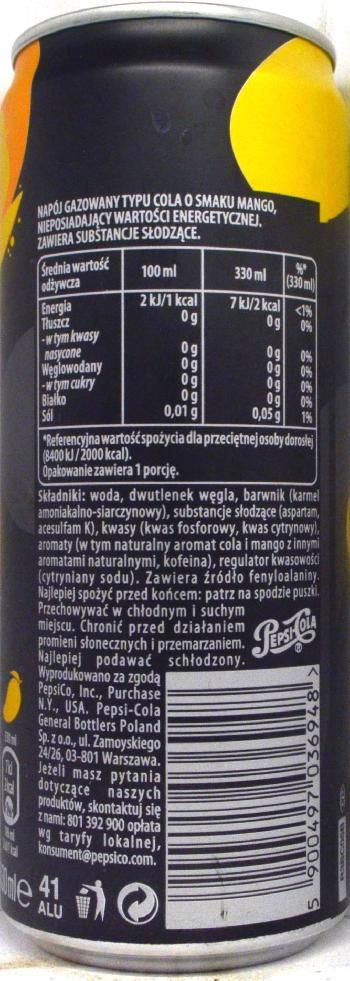 NAPÓJ GAZOWANY TYPU COLA O SMAKU MANGO,
NIEPOSIADAJĄCY WARTOŚCI ENERGETYCZNEJ.
ZAWIERA SUBSTANCJE SŁODZĄCE.
Średnia wartość odżywcza 100 ml 330 ml %* (330 ml)
Energia 2 kJ/1 kcal 7 kJ/2 kcal <1%
Tłuszcz 0 g 0 g 0%
- w tym kwasy
nasycone 0 g 0 g 0%
Węglowodany 0 g 0 g 0%
- w tym cukry 0 g 0 g 0%
Białko 0 g 0 g 0%
Sól 0,01 g 0,05 g 1%
*Referencyjna wartość spożycia dla przeciętnej osoby dorosłej
(8400 kJ / 2000 kcal).
Opakowanie zawiera 1 porcję.
Składniki: woda, dwutlenek węgla, barwnik (karmel
amoniakalno-siarczynowy), substancje słodzące (aspartam,
acesulfam K), kwasy (kwas fosforowy, kwas cytrynowy),
aromaty (w tym naturalny aromat cola i mango z innymi
aromatami naturalnymi, kofeina), regulator kwasowości
(cytryniany sodu). Zawiera źródło fenyloalaniny.
Najlepiej spożyć przed końcem: patrz na spodzie puszki.
Przechowywać w chłodnym i suchym
miejscu. Chronić przed działaniem
promieni słonecznych i przemarzaniem.
Najlepiej podawać schłodzony.
PEPSI-COLA
®
Wyprodukowano za zgodą
PepsiCo, Inc., Purchase
N.Y., USA. Pepsi-Cola
General Bottlers Poland
Sp. z o.o., ul. Zamoyskiego
24/26, 03-801 Warszawa.
Jeżeli masz pytania
dotyczące naszych
produktów, skontaktuj się
z nami: 801 392 900 opłata
wg taryfy lokalnej,
konsument@pepsico.com.
5 900497 036948 >
41
ALU